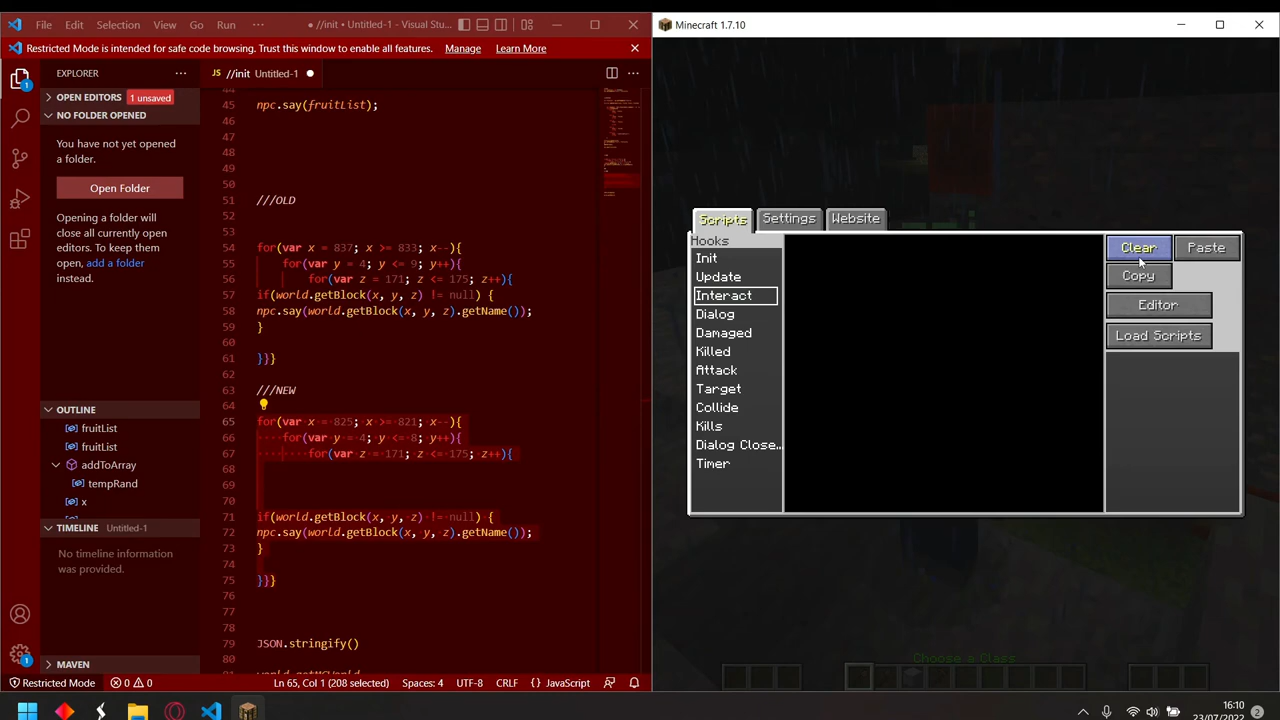 File Edit Selection View Go Run ··· ● //init • Untitled-1 - Visual Stu...
Restricted Mode is intended for safe code browsing. Trust this window to enable all features. Manage Learn More
EXPLORER ···
JS //init Untitled-1 ●
OPEN EDITORS 1 unsaved
NO FOLDER OPENED
You have not yet opened
a folder.
Open Folder
Opening a folder will
close all currently open
editors. To keep them
open, add a folder
instead.
OUTLINE
fruitList
fruitList
addToArray
tempRand
x
TIMELINE Untitled-1
No timeline information
was provided.
MAVEN
44
45 npc.say(fruitList);
46
47
48
49
50
51 ///OLD
52
53
54 for(var x = 837; x >= 833; x--){
55 for(var y = 4; y <= 9; y++){
56 for(var z = 171; z <= 175; z++){
57 if(world.getBlock(x, y, z) != null) {
58 npc.say(world.getBlock(x, y, z).getName());
59 }
60
61 }}}
62
63 ///NEW
64
65 for(var x = 825; x >= 821; x--){
66 for(var y = 4; y <= 8; y++){
67 for(var z = 171; z <= 175; z++){
68
69
70
71 if(world.getBlock(x, y, z) != null) {
72 npc.say(world.getBlock(x, y, z).getName());
73 }
74
75 }}}
76
77
78
79 JSON.stringify()
80
81 world.getMCWorld
Restricted Mode 0 0 Ln 65, Col 1 (208 selected) Spaces: 4 UTF-8 CRLF {} JavaScript
Minecraft 1.7.10
Scripts Settings Website
Hooks
Init
Update
Interact
Dialog
Damaged
Killed
Attack
Target
Collide
Kills
Dialog Close..
Timer
Clear Paste
Copy
Editor
Load Scripts
Choose a Class
16:10
23/07/2022
2